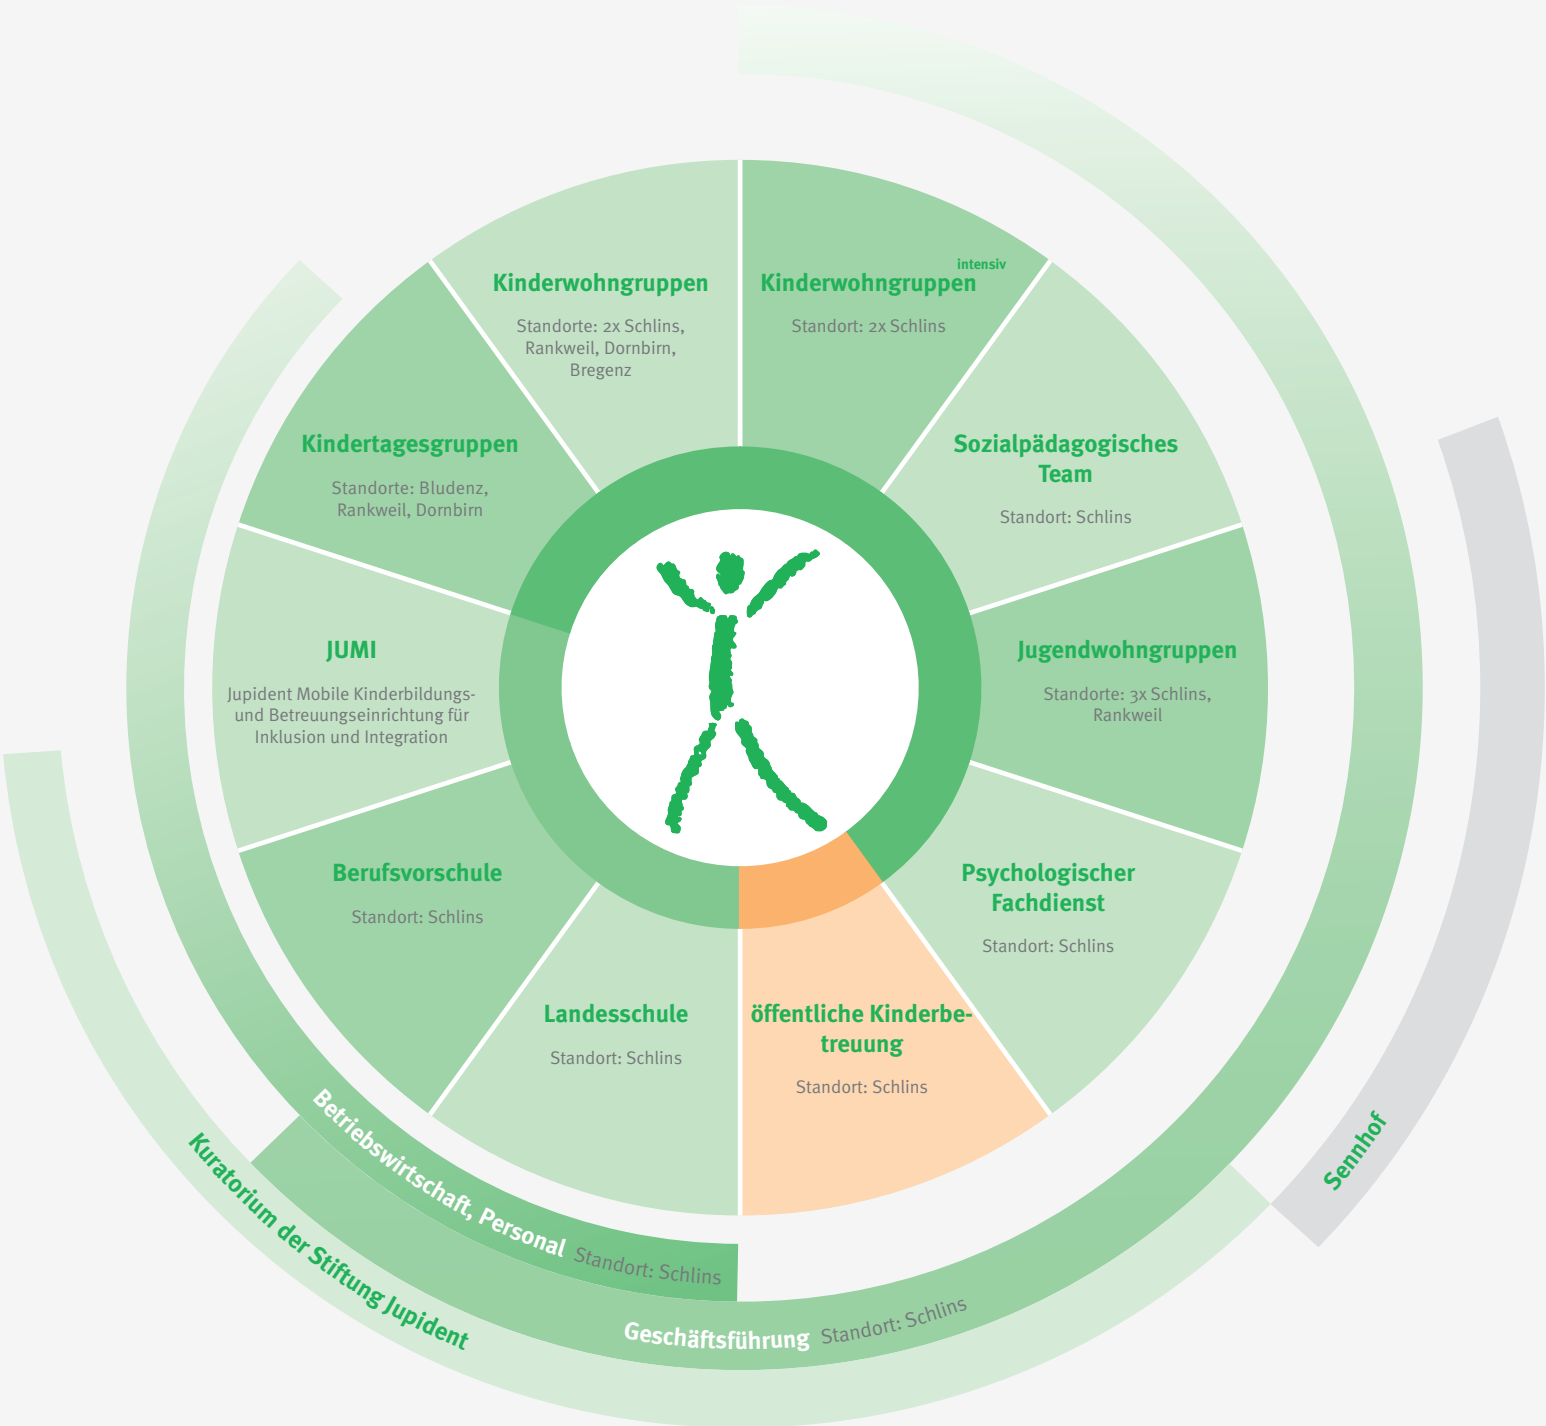 Kinderwohngruppen
Standorte: 2x Schlins,
Rankweil, Dornbirn,
Bregenz
intensiv
Kinderwohngruppen
Standort: 2x Schlins
Sozialpädagogisches
Team
Standort: Schlins
Jugendwohngruppen
Standorte: 3x Schlins,
Rankweil
Psychologischer
Fachdienst
Standort: Schlins
öffentliche Kinderbe-
treuung
Standort: Schlins
Landesschule
Standort: Schlins
Berufsvorschule
Standort: Schlins
JUMI
Jupident Mobile Kinderbildungs-
und Betreuungseinrichtung für
Inklusion und Integration
Kindertagesgruppen
Standorte: Bludenz,
Rankweil, Dornbirn
Betriebswirtschaft, Personal Standort: Schlins
Geschäftsführung Standort: Schlins
Kuratorium der Stiftung Jupident
Sennhof